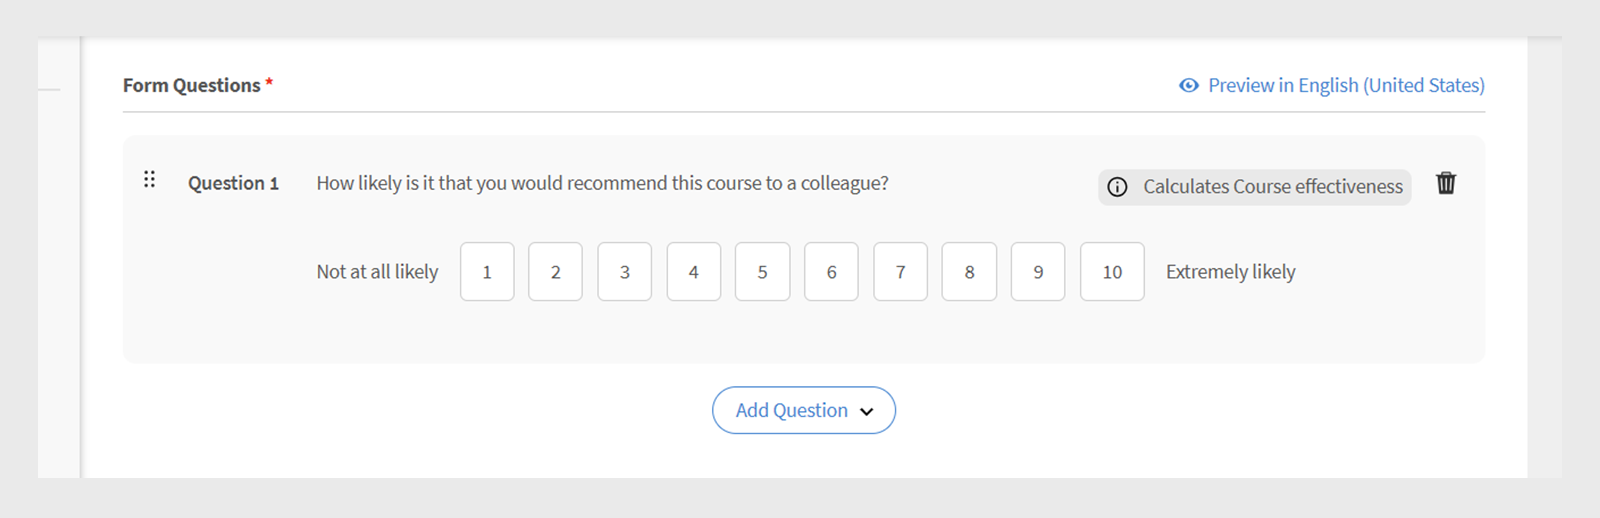 Form Questions *
Preview in English (United States)
Question 1
How likely is it that you would recommend this course to a colleague?
Calculates Course effectiveness
Not at all likely 1 2 3 4 5 6 7 8 9 10 Extremely likely
Add Question